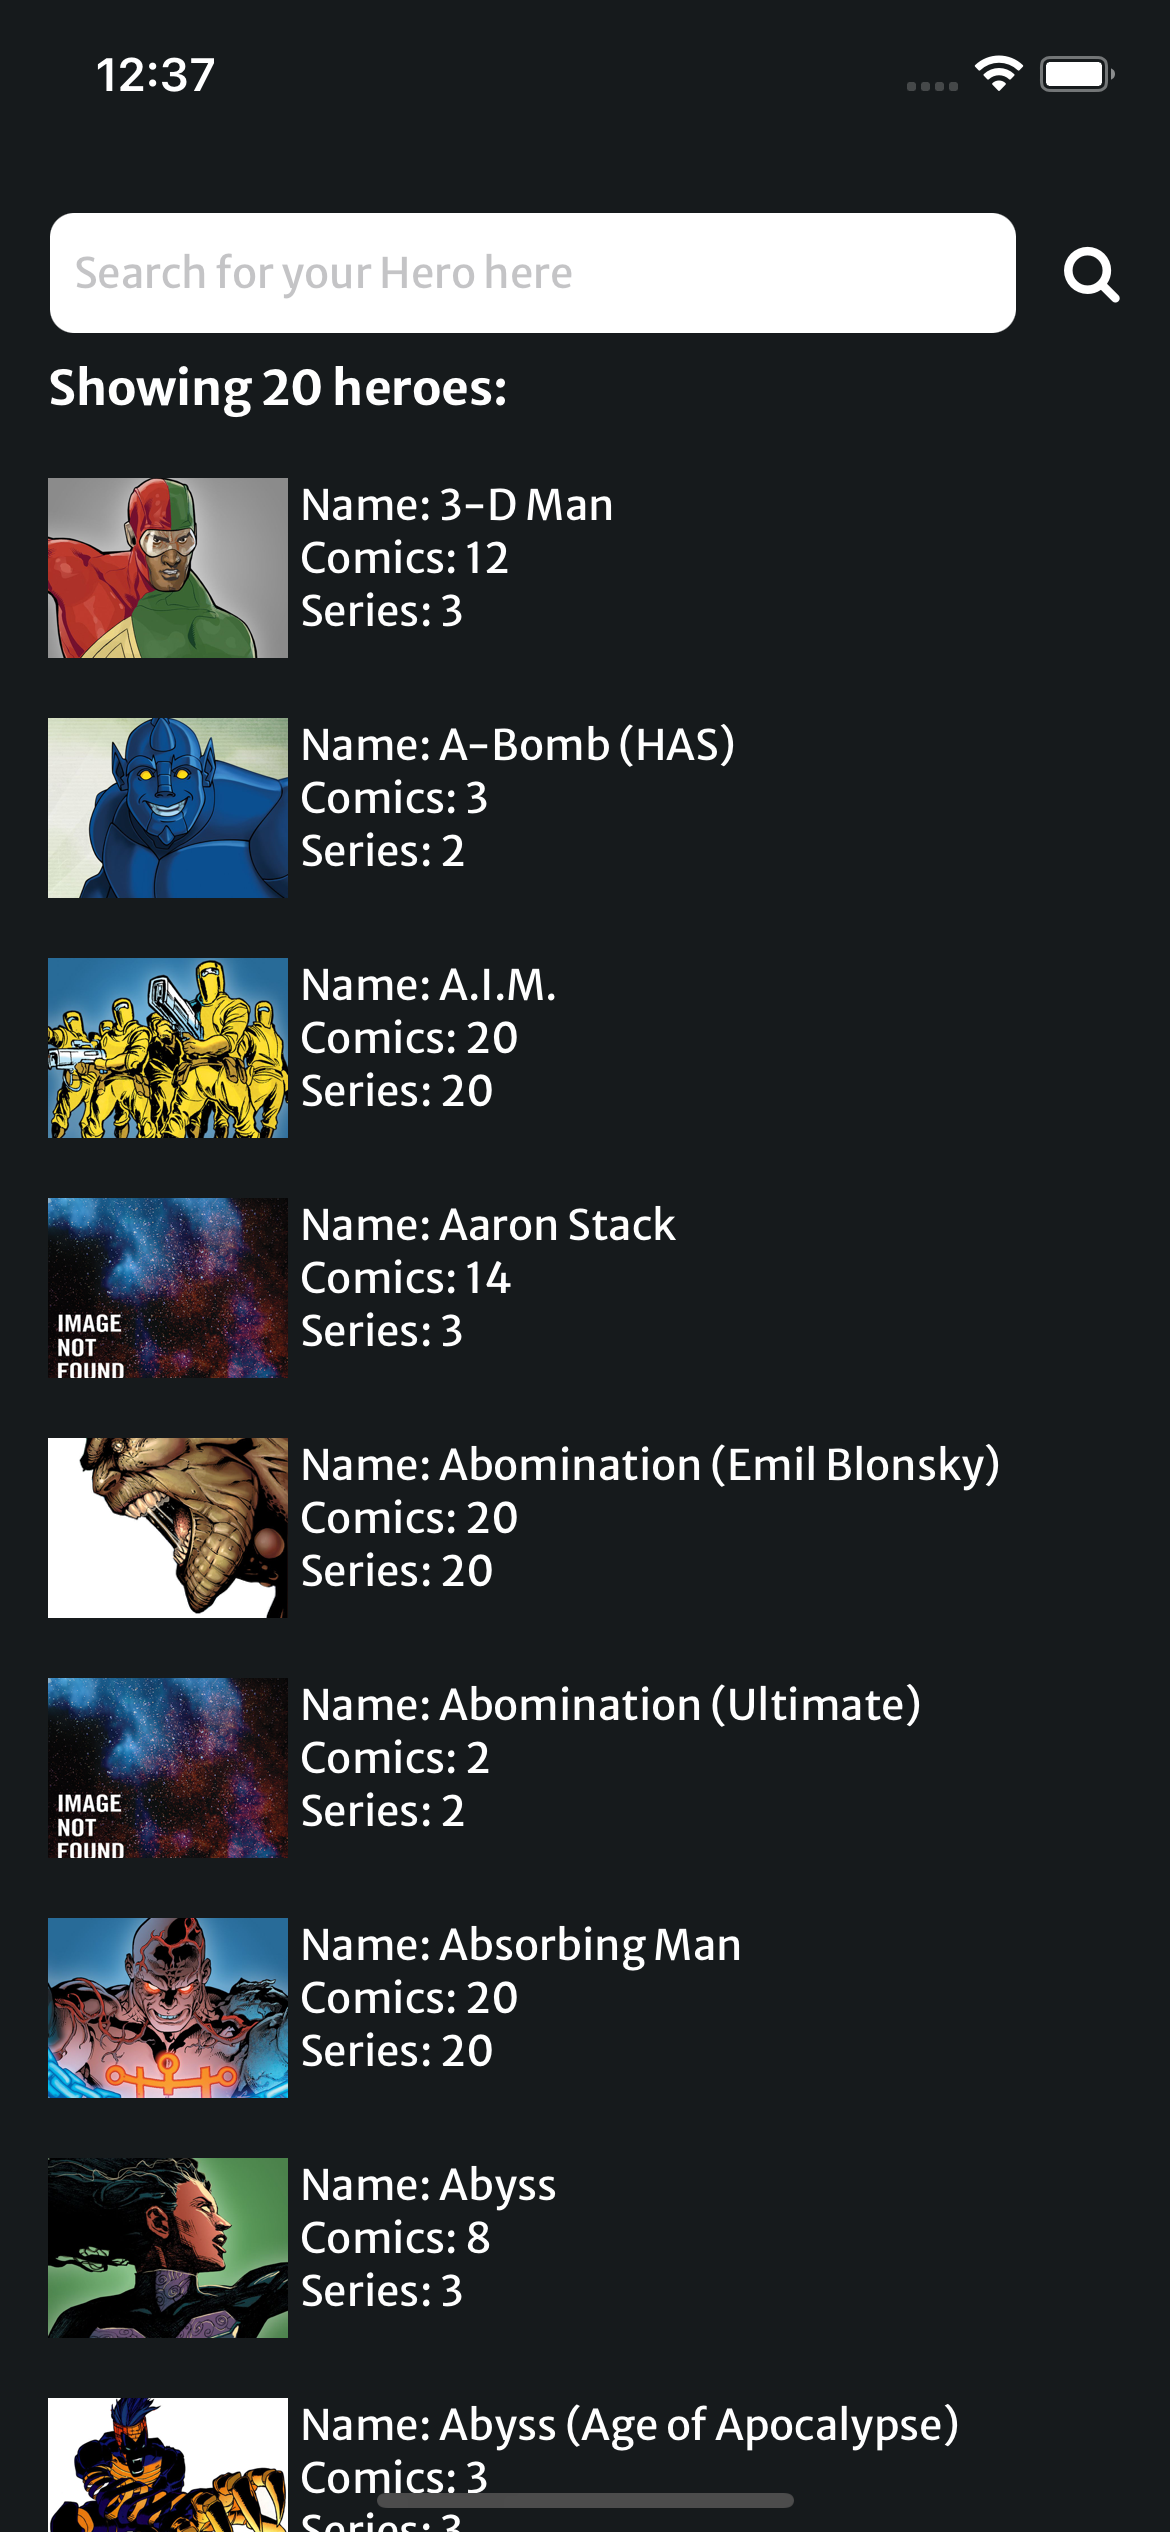 12:37
Search for your Hero here
Showing 20 heroes:
Name: 3-D Man
Comics: 12
Series: 3
Name: A-Bomb (HAS)
Comics: 3
Series: 2
Name: A.I.M.
Comics: 20
Series: 20
IMAGE
NOT
FOUND
Name: Aaron Stack
Comics: 14
Series: 3
Name: Abomination (Emil Blonsky)
Comics: 20
Series: 20
IMAGE
NOT
FOUND
Name: Abomination (Ultimate)
Comics: 2
Series: 2
Name: Absorbing Man
Comics: 20
Series: 20
Name: Abyss
Comics: 8
Series: 3
Name: Abyss (Age of Apocalypse)
Comics: 3
Series: 3